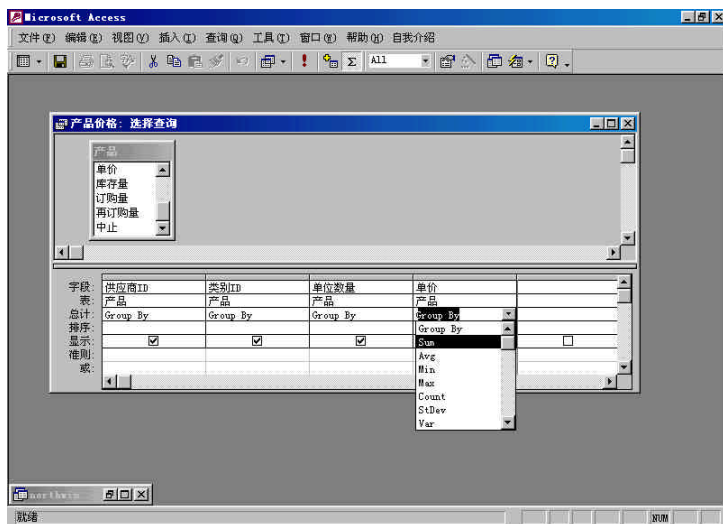 Microsoft Access
文件(F) 编辑(E) 视图(V) 插入(I) 查询(Q) 工具(T) 窗口(W) 帮助(H) 自我介绍
All
产品价格: 选择查询
产品
单价
库存量
订购量
再订购量
中止
字段: 供应商ID 类别ID 单位数量 单价
表: 产品 产品 产品 产品
总计: Group By Group By Group By Group By
排序: Group By
显示: Sum
准则: Avg
或: Min
Max
Count
StDev
Var
northwin
就绪 NUM